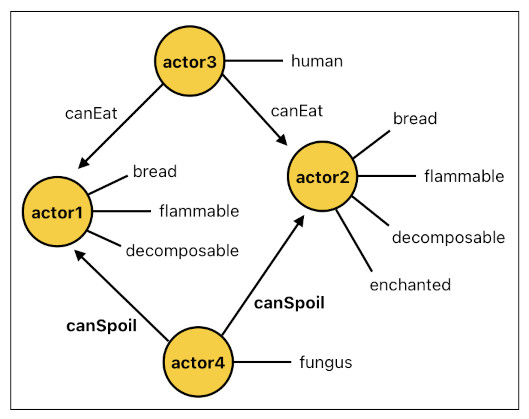 actor3
human
canEat
canEat
bread
bread
actor2
flammable
actor1
flammable
decomposable
decomposable
enchanted
canSpoil
canSpoil
actor4
fungus